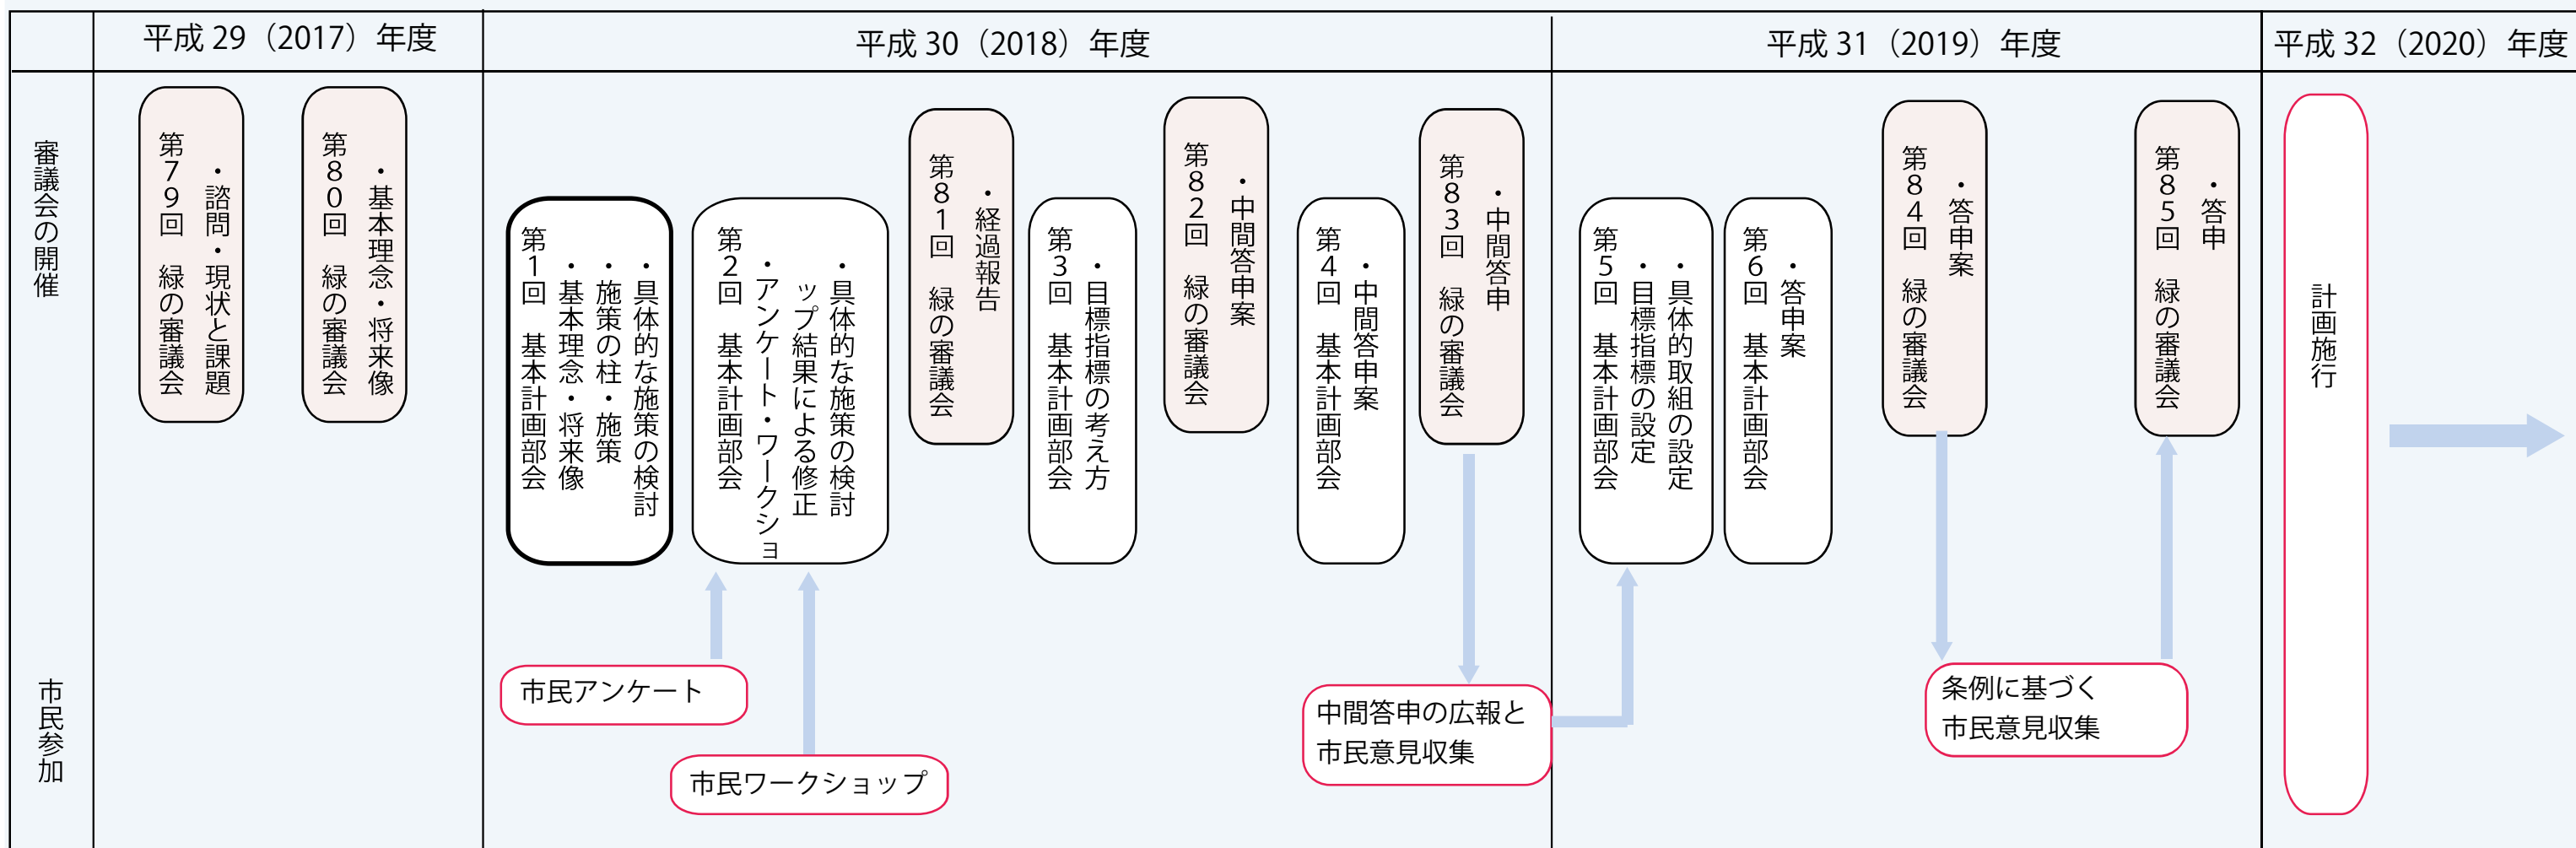 平成 29（2017）年度
平成 30（2018）年度
平成 31（2019）年度
平成 32（2020）年度
審議会の開催
第79回　緑の審議会
・諮問・現状と課題
第80回　緑の審議会
・基本理念・将来像
第1回　基本計画部会
・基本理念・将来像
・施策の柱・施策
・具体的な施策の検討
第2回　基本計画部会
・アンケート・ワークショ
ップ結果による修正
・具体的な施策の検討
第81回　緑の審議会
・経過報告
第3回　基本計画部会
・目標指標の考え方
第82回　緑の審議会
・中間答申案
第4回　基本計画部会
・中間答申案
第83回　緑の審議会
・中間答申
第5回　基本計画部会
・目標指標の設定
・具体的取組の設定
第6回　基本計画部会
・答申案
第84回　緑の審議会
・答申案
第85回　緑の審議会
・答申
計画施行
市民参加
市民アンケート
市民ワークショップ
中間答申の広報と
市民意見収集
条例に基づく
市民意見収集